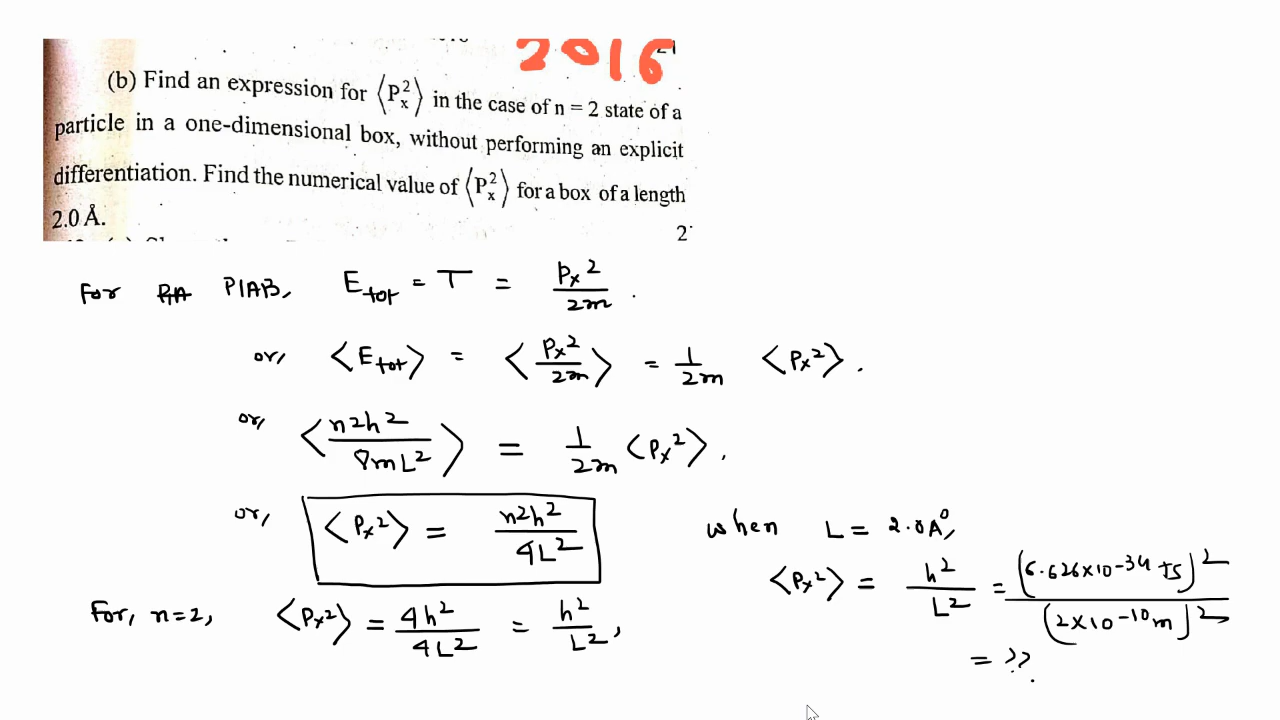 2016
(b) Find an expression for ⟨P_x^2⟩ in the case of n = 2 state of a
particle in a one-dimensional box, without performing an explicit
differentiation. Find the numerical value of ⟨P_x^2⟩ for a box of a length
2.0 Å.
2
For PIAB, E_tot = T = p_x^2/2m .
or, ⟨E_tot⟩ = ⟨p_x^2/2m⟩ = 1/2m ⟨p_x^2⟩ .
or, ⟨n^2h^2/8mL^2⟩ = 1/2m ⟨p_x^2⟩ ,
or, ⟨p_x^2⟩ = n^2h^2/4L^2
For, n=2, ⟨p_x^2⟩ = 4h^2/4L^2 = h^2/L^2 ,
when L = 2.0A°,
⟨p_x^2⟩ = h^2/L^2 = (6.626×10^-34 Js)^2/(2×10^-10 m)^2
= ??.